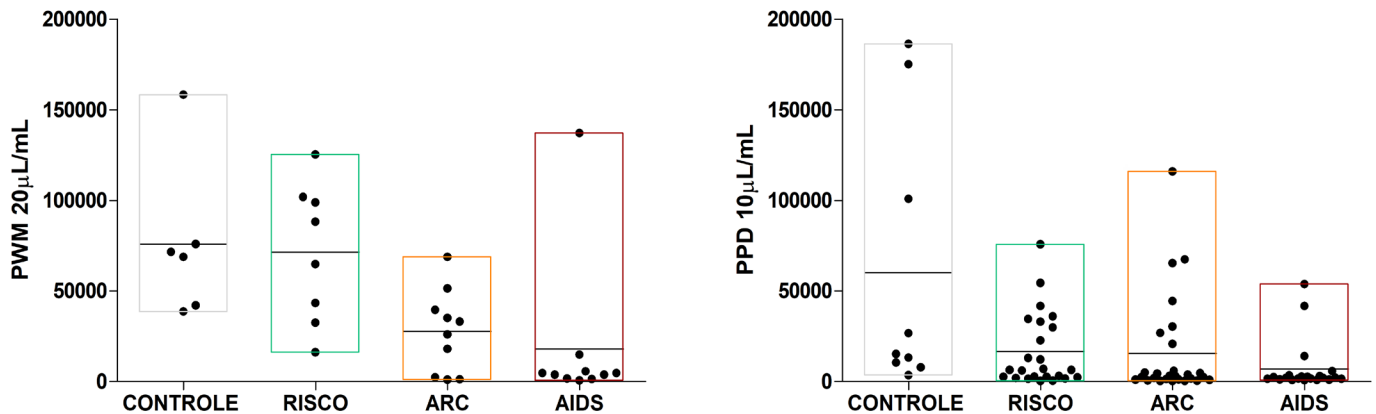 PWM 20µL/mL
200000
150000
100000
50000
0
CONTROLE RISCO ARC AIDS
PPD 10µL/mL
200000
150000
100000
50000
0
CONTROLE RISCO ARC AIDS